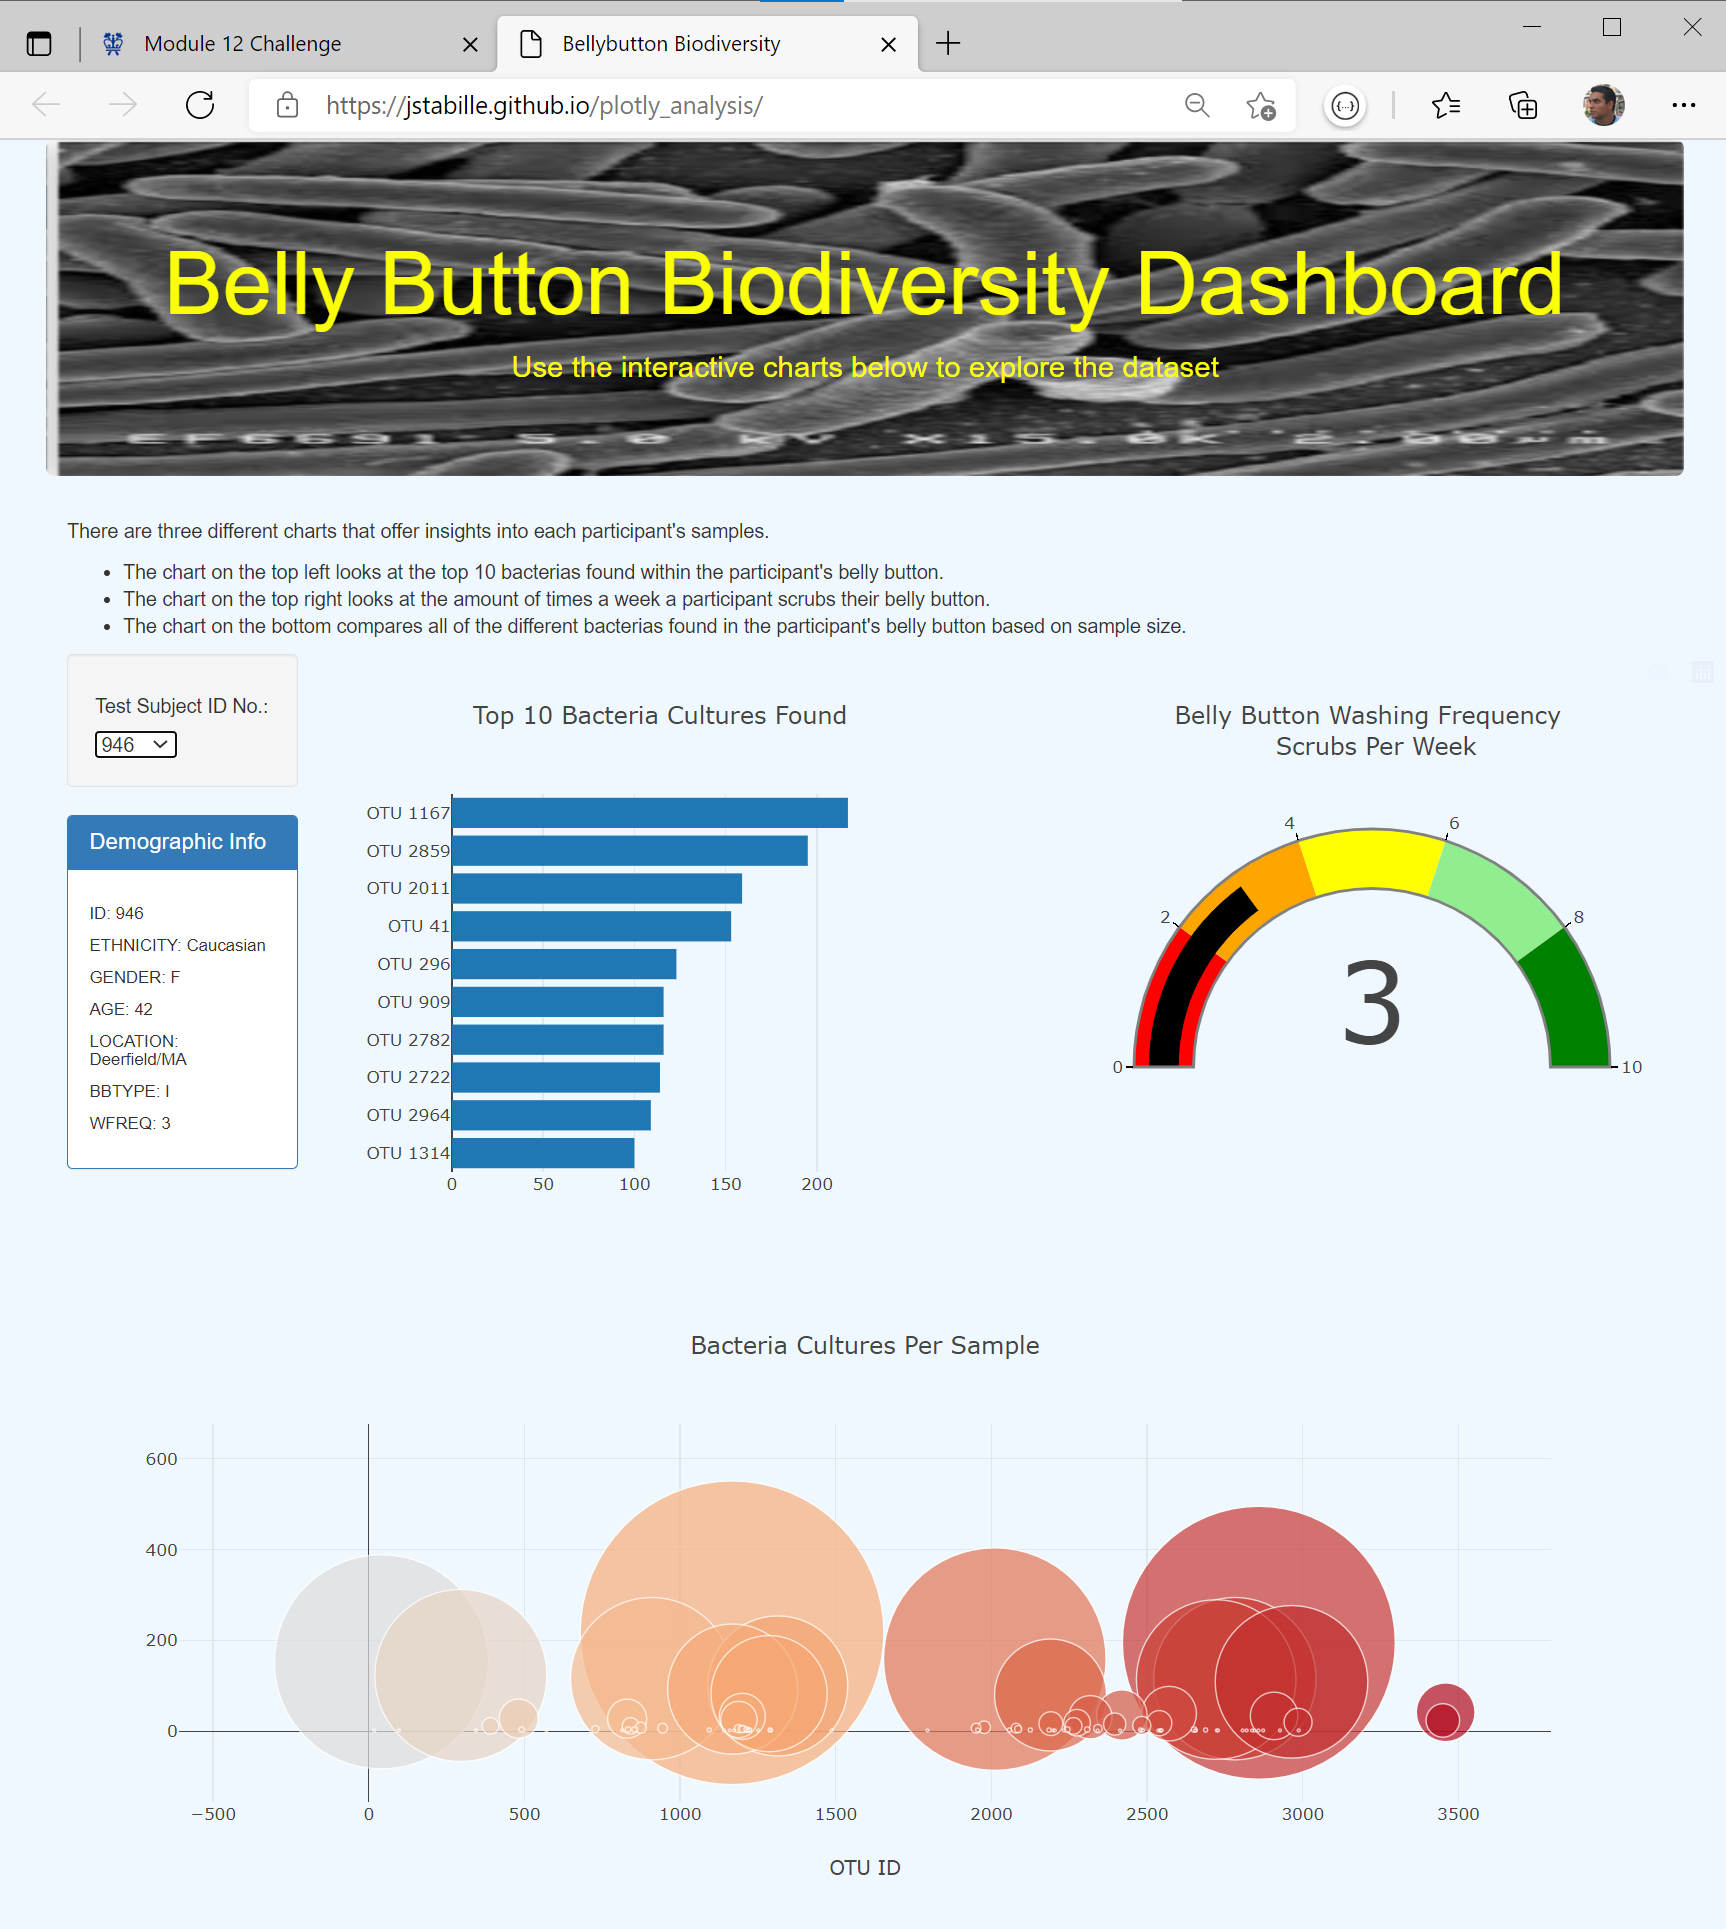 Module 12 Challenge
Bellybutton Biodiversity
https://jstabille.github.io/plotly_analysis/
Belly Button Biodiversity Dashboard
Use the interactive charts below to explore the dataset
EF6691 5.0 kV X15.0K 2.00µm
There are three different charts that offer insights into each participant's samples.
• The chart on the top left looks at the top 10 bacterias found within the participant's belly button.
• The chart on the top right looks at the amount of times a week a participant scrubs their belly button.
• The chart on the bottom compares all of the different bacterias found in the participant's belly button based on sample size.
Test Subject ID No.:
946
Demographic Info
ID: 946
ETHNICITY: Caucasian
GENDER: F
AGE: 42
LOCATION:
Deerfield/MA
BBTYPE: I
WFREQ: 3
Top 10 Bacteria Cultures Found
OTU 1167
OTU 2859
OTU 2011
OTU 41
OTU 296
OTU 909
OTU 2782
OTU 2722
OTU 2964
OTU 1314
0 50 100 150 200
Belly Button Washing Frequency
Scrubs Per Week
4 6
2 8
3
0 10
Bacteria Cultures Per Sample
600
400
200
0
−500 0 500 1000 1500 2000 2500 3000 3500
OTU ID